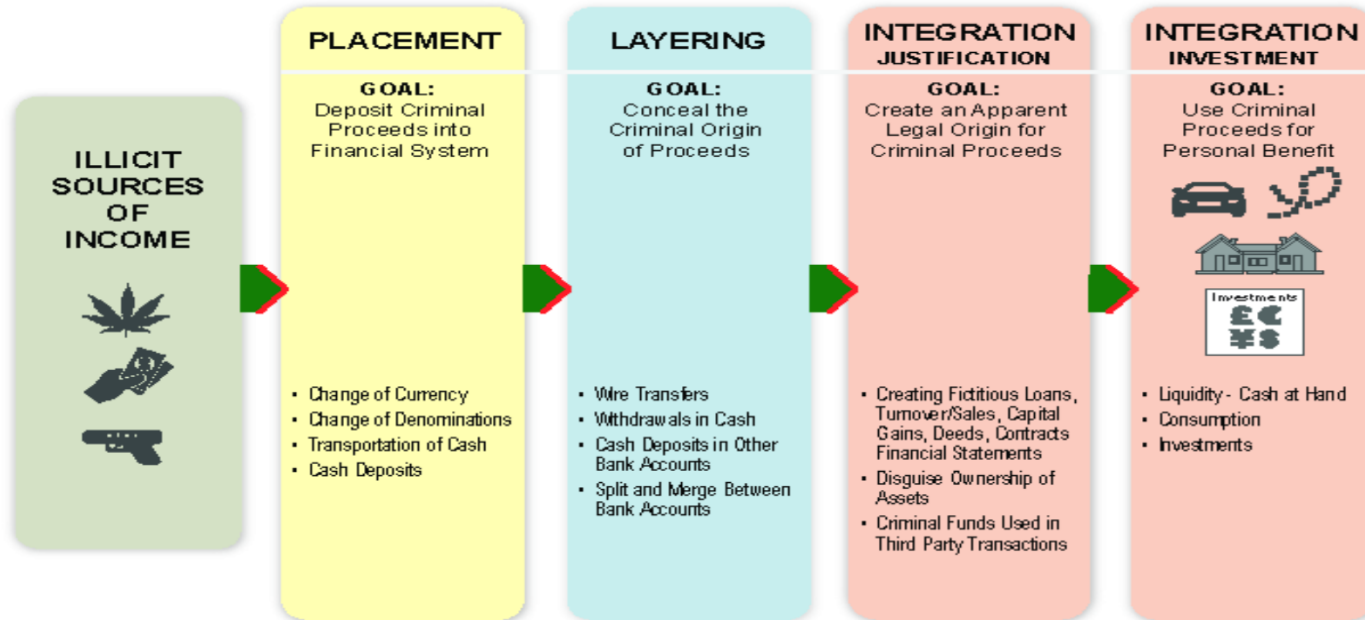 ILLICIT
SOURCES
OF
INCOME
PLACEMENT
GOAL:
Deposit Criminal
Proceeds into
Financial System
• Change of Currency
• Change of Denominations
• Transportation of Cash
• Cash Deposits
LAYERING
GOAL:
Conceal the
Criminal Origin
of Proceeds
• Wire Transfers
• Withdrawals in Cash
• Cash Deposits in Other
Bank Accounts
• Split and Merge Between
Bank Accounts
INTEGRATION
JUSTIFICATION
GOAL:
Create an Apparent
Legal Origin for
Criminal Proceeds
• Creating Fictitious Loans,
Turnover/Sales, Capital
Gains, Deeds, Contracts
Financial Statements
• Disguise Ownership of
Assets
• Criminal Funds Used in
Third Party Transactions
INTEGRATION
INVESTMENT
GOAL:
Use Criminal
Proceeds for
Personal Benefit
Investments
£ €
¥ $
• Liquidity - Cash at Hand
• Consumption
• Investments